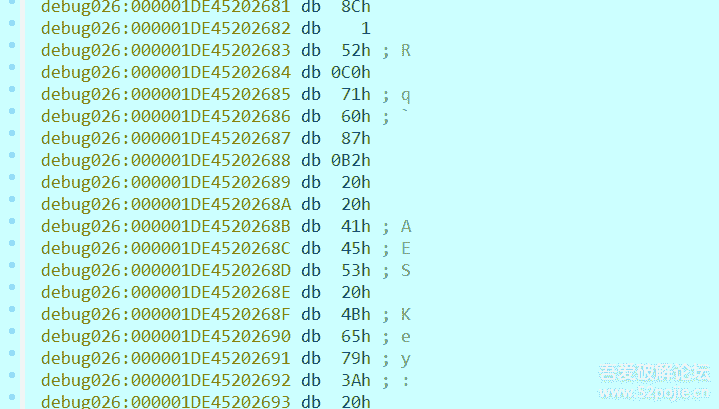 debug026:000001DE45202681 db 8Ch
debug026:000001DE45202682 db 1
debug026:000001DE45202683 db 52h ; R
debug026:000001DE45202684 db 0C0h
debug026:000001DE45202685 db 71h ; q
debug026:000001DE45202686 db 60h ; `
debug026:000001DE45202687 db 87h
debug026:000001DE45202688 db 0B2h
debug026:000001DE45202689 db 20h
debug026:000001DE4520268A db 20h
debug026:000001DE4520268B db 41h ; A
debug026:000001DE4520268C db 45h ; E
debug026:000001DE4520268D db 53h ; S
debug026:000001DE4520268E db 20h
debug026:000001DE4520268F db 4Bh ; K
debug026:000001DE45202690 db 65h ; e
debug026:000001DE45202691 db 79h ; y
debug026:000001DE45202692 db 3Ah ; :
debug026:000001DE45202693 db 20h
吾爱破解论坛
www.52pojie.cn